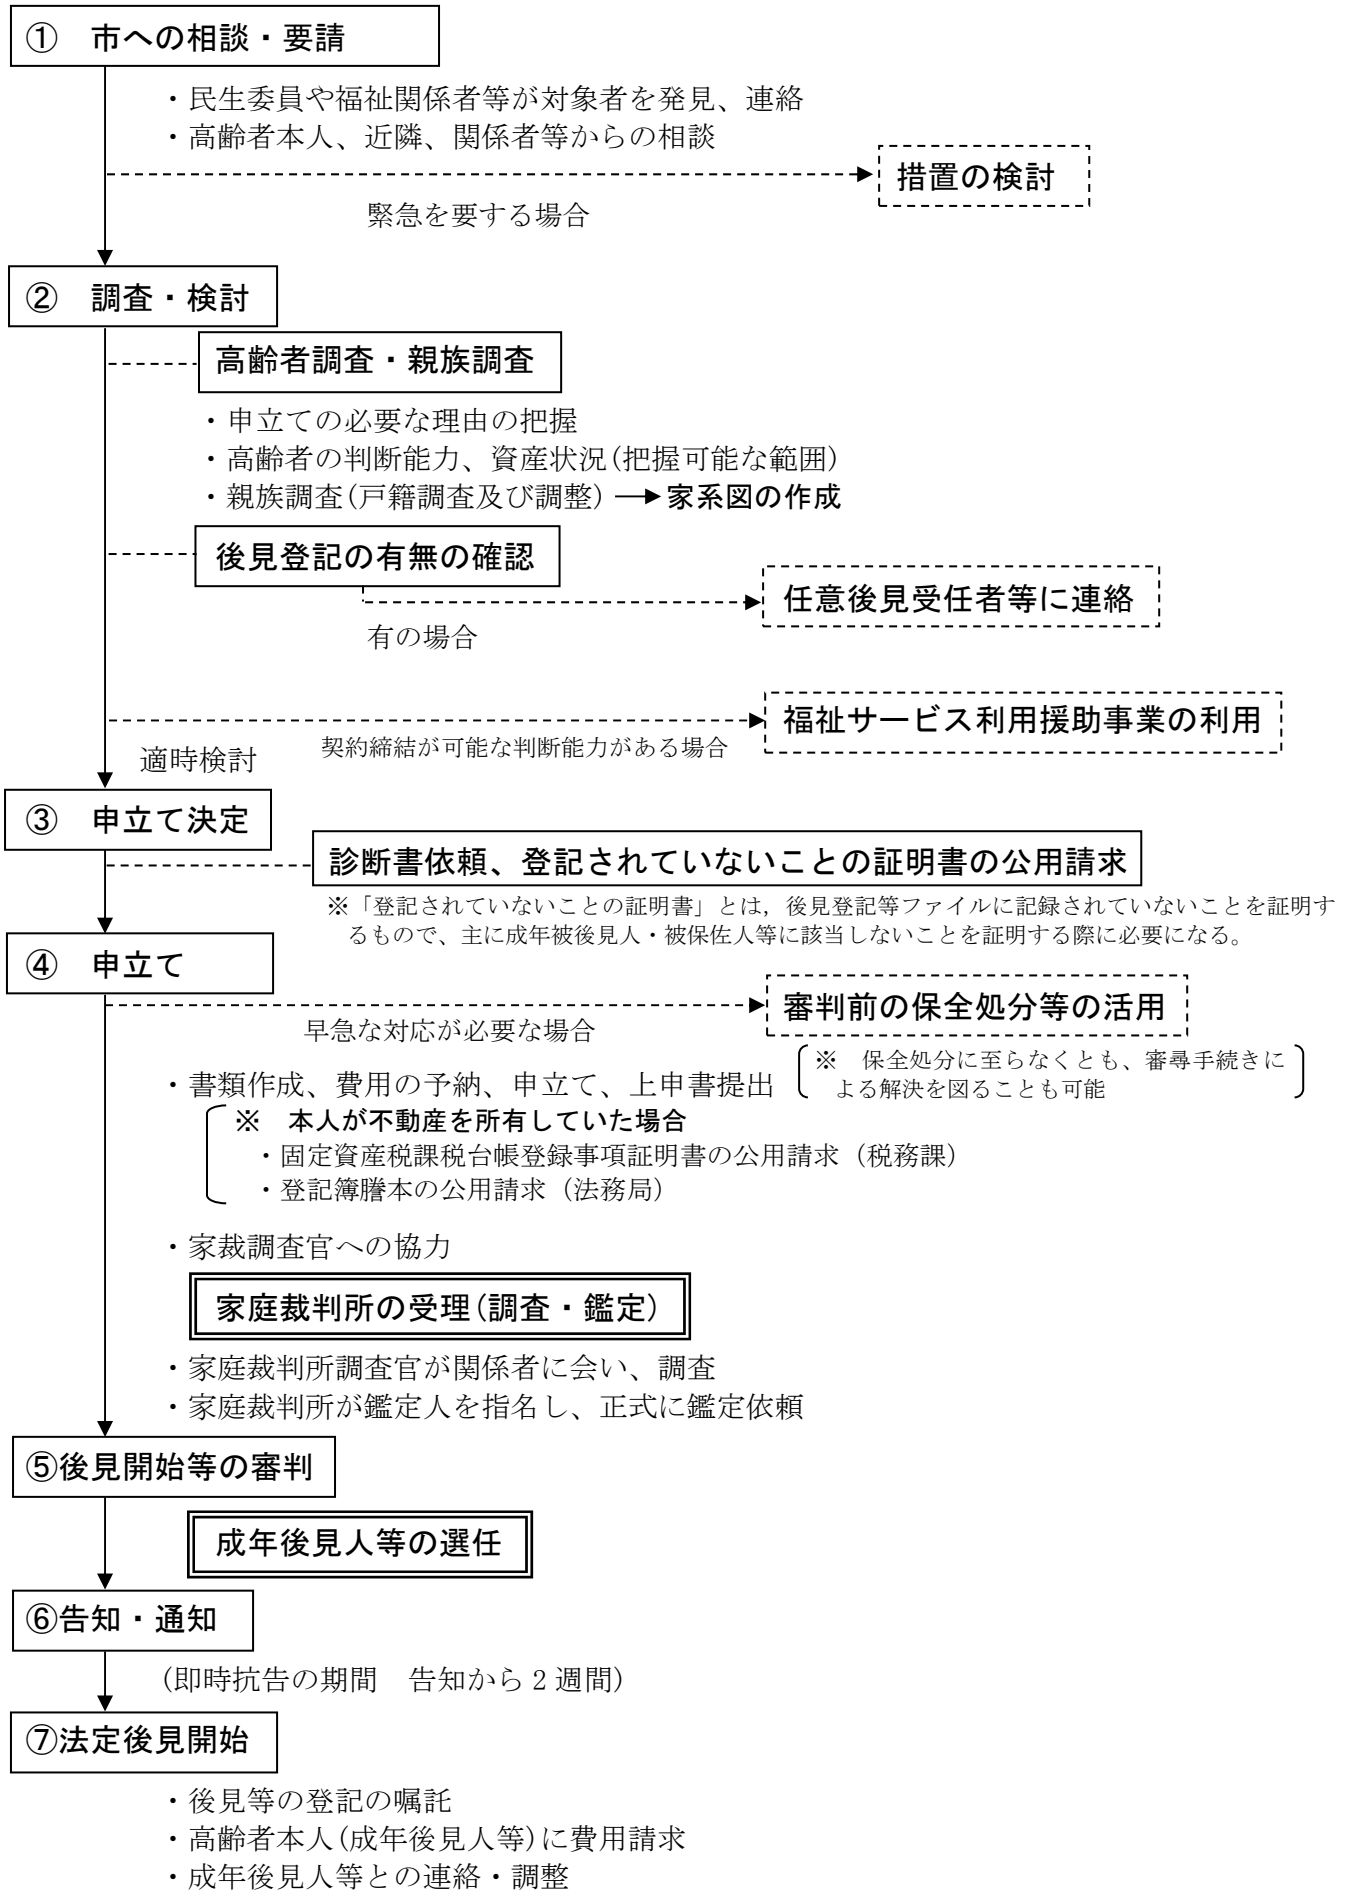 ①　市への相談・要請
・民生委員や福祉関係者等が対象者を発見、連絡
・高齢者本人、近隣、関係者等からの相談
措置の検討
緊急を要する場合
②　調査・検討
高齢者調査・親族調査
・申立ての必要な理由の把握
・高齢者の判断能力、資産状況(把握可能な範囲)
・親族調査(戸籍調査及び調整)→家系図の作成
後見登記の有無の確認
任意後見受任者等に連絡
有の場合
福祉サービス利用援助事業の利用
契約締結が可能な判断能力がある場合
適時検討
③　申立て決定
診断書依頼、登記されていないことの証明書の公用請求
※「登記されていないことの証明書」とは，後見登記等ファイルに記録されていないことを証明す
るもので、主に成年被後見人・被保佐人等に該当しないことを証明する際に必要になる。
④　申立て
審判前の保全処分等の活用
早急な対応が必要な場合
※　保全処分に至らなくとも、審尋手続きに
よる解決を図ることも可能
・書類作成、費用の予納、申立て、上申書提出
※　本人が不動産を所有していた場合
・固定資産税課税台帳登録事項証明書の公用請求（税務課）
・登記簿謄本の公用請求（法務局）
・家裁調査官への協力
家庭裁判所の受理(調査・鑑定)
・家庭裁判所調査官が関係者に会い、調査
・家庭裁判所が鑑定人を指名し、正式に鑑定依頼
⑤後見開始等の審判
成年後見人等の選任
⑥告知・通知
(即時抗告の期間　告知から２週間)
⑦法定後見開始
・後見等の登記の嘱託
・高齢者本人(成年後見人等)に費用請求
・成年後見人等との連絡・調整